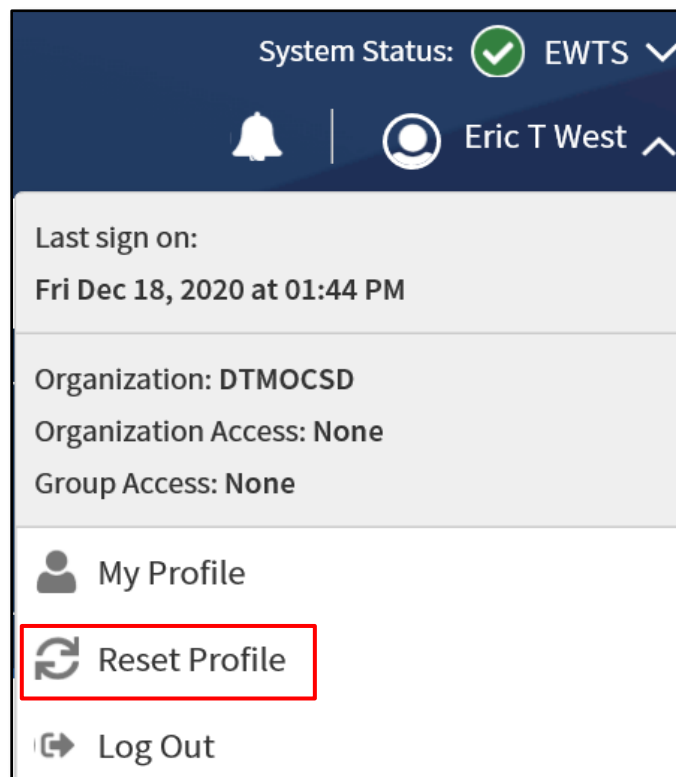 System Status: EWTS
Eric T West
Last sign on:
Fri Dec 18, 2020 at 01:44 PM
Organization: DTMOCSD
Organization Access: None
Group Access: None
My Profile
Reset Profile
Log Out